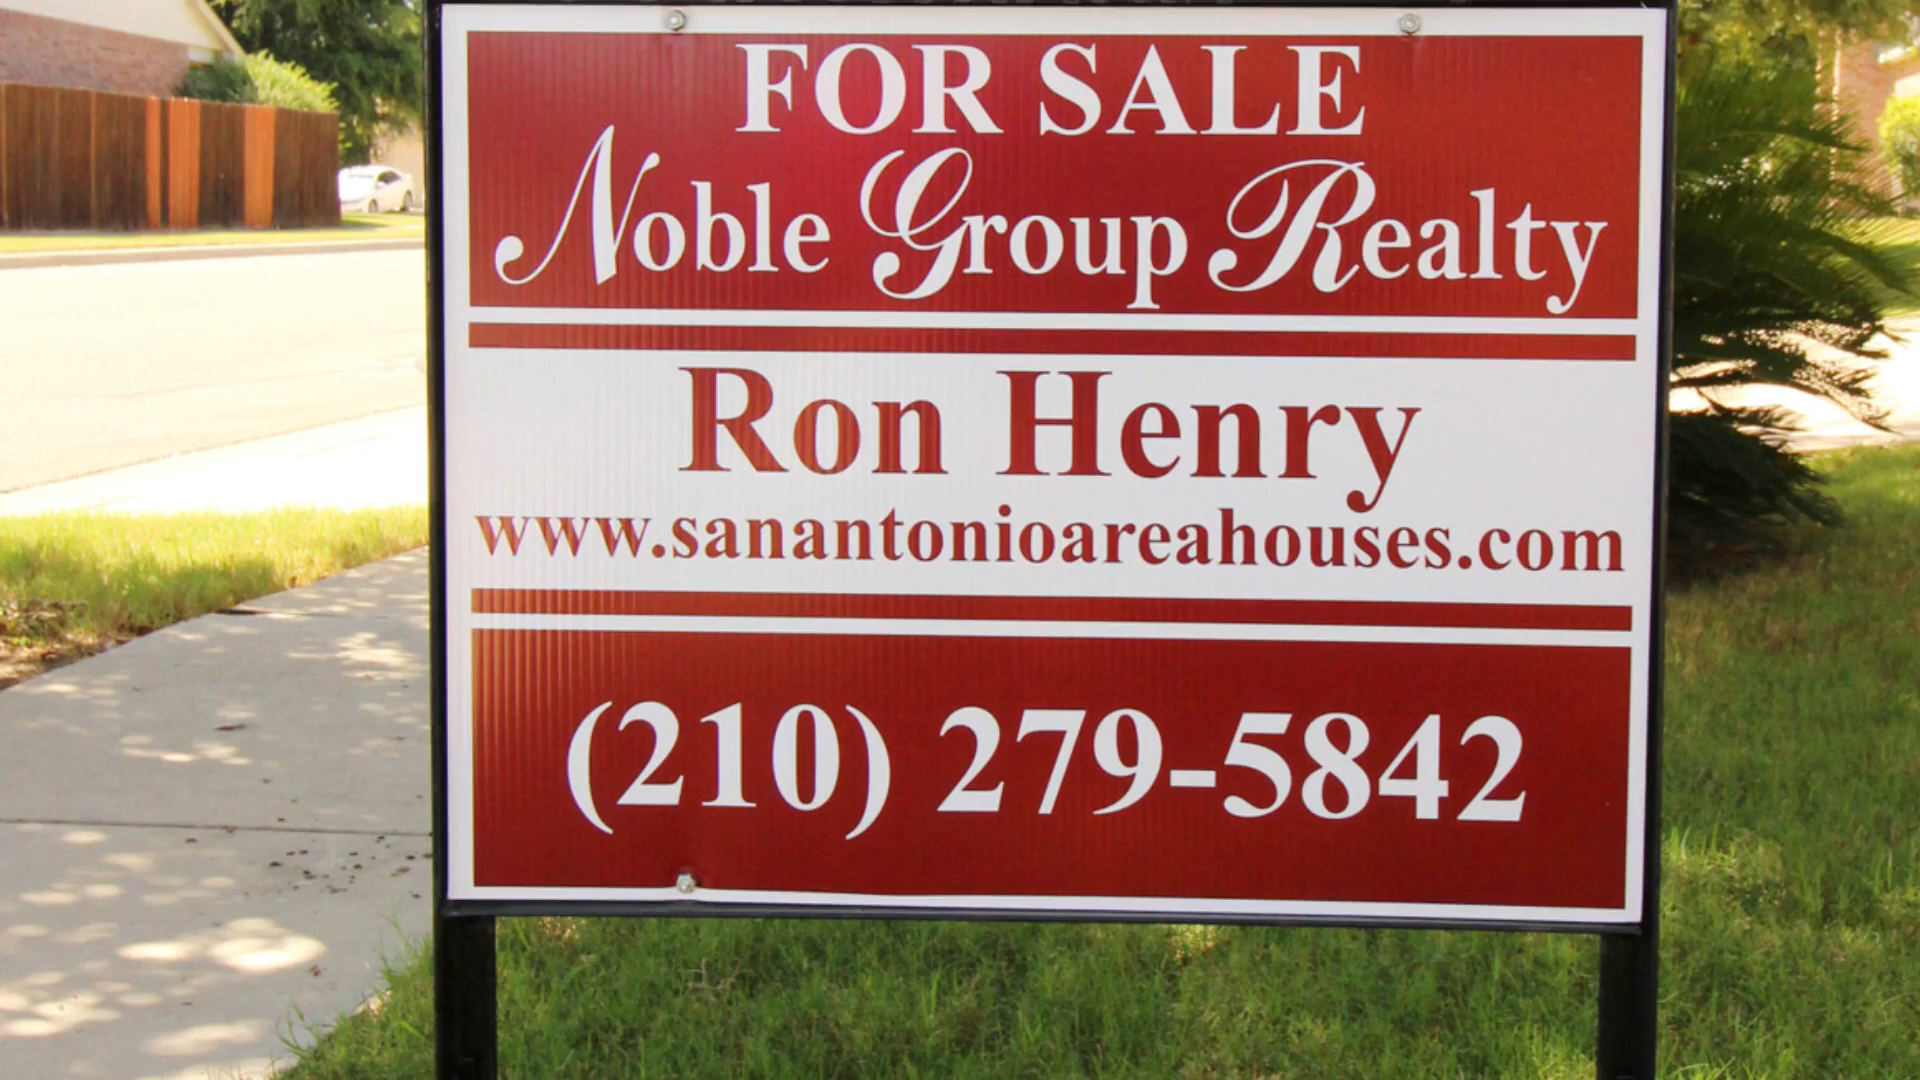 FOR SALE
Noble Group Realty
Ron Henry
www.sanantonioareahouses.com
(210) 279-5842